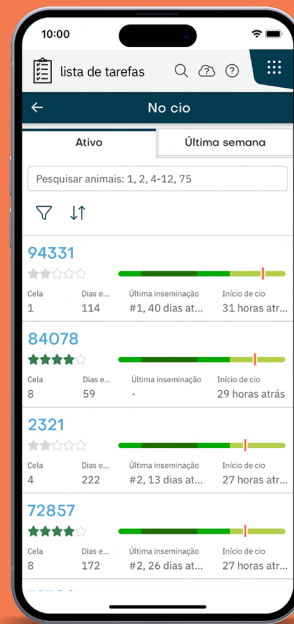 10:00
lista de tarefas
No cio
Ativo Última semana
Pesquisar animais: 1, 2, 4-12, 75
94331
Cela Dias e... Última inseminação Início de cio
1 114 #1, 40 dias at... 31 horas atr...
84078
Cela Dias e... Última inseminação Início de cio
8 59 - 29 horas atrás
2321
Cela Dias e... Última inseminação Início de cio
4 222 #2, 13 dias at... 27 horas atr...
72857
Cela Dias e... Última inseminação Início de cio
8 172 #2, 26 dias at... 27 horas atr...